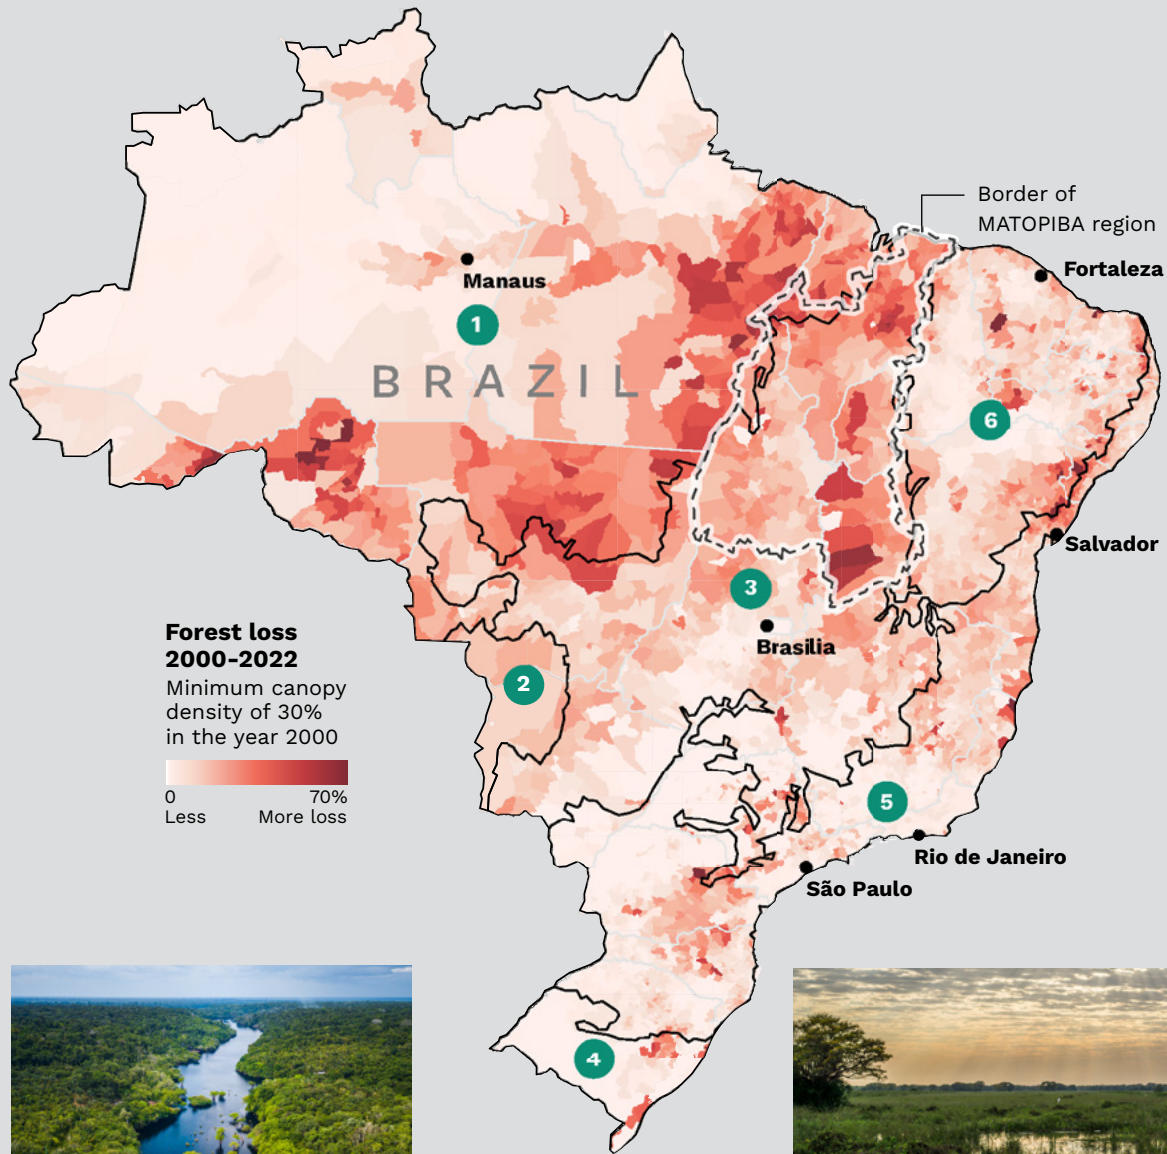 Border of
MATOPIBA region
Fortaleza
Manaus
1
BRAZIL
6
Salvador
3
Brasilia
Forest loss
2000-2022
Minimum canopy
density of 30%
in the year 2000
0 70%
Less More loss
2
5
Rio de Janeiro
São Paulo
4